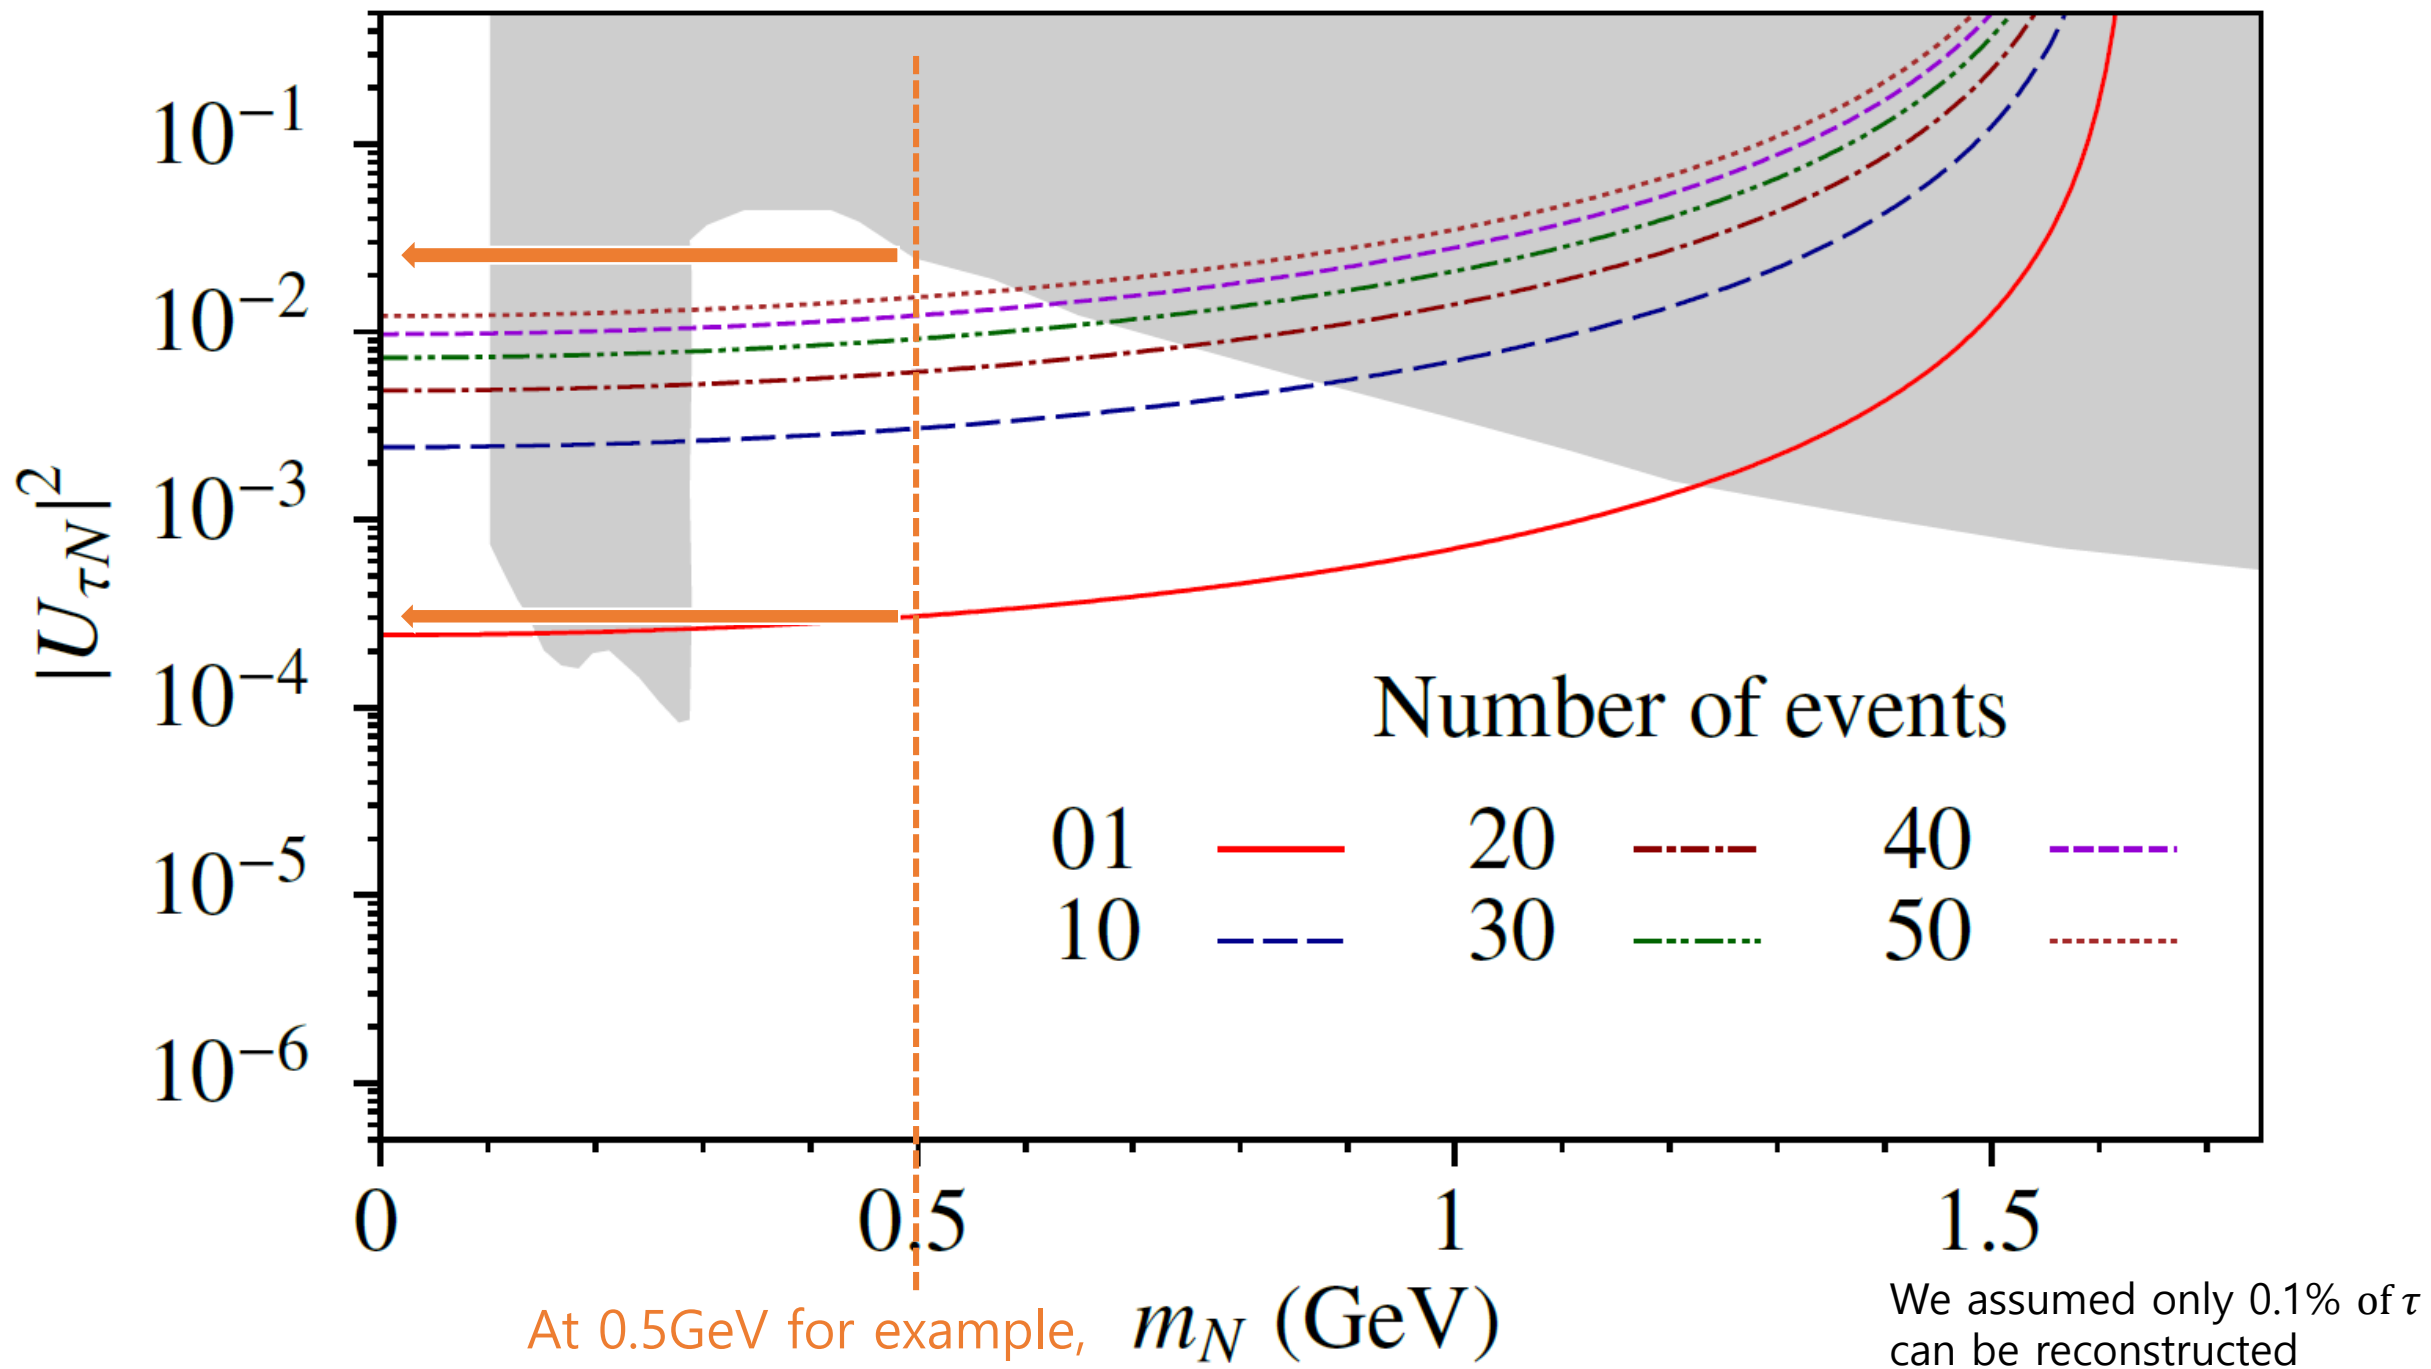 10⁻¹
10⁻²
10⁻³
10⁻⁴
10⁻⁵
10⁻⁶
|U_{τN}|²
Number of events
01 20 40
10 30 50
0 0.5 1 1.5
m_N (GeV)
At 0.5GeV for example,
We assumed only 0.1% of τ
can be reconstructed